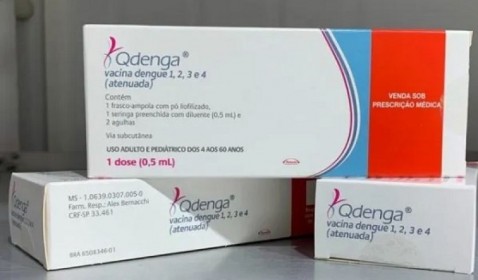 Qdenga®
vacina dengue 1, 2, 3 e 4
(atenuada)
Contém
1 frasco-ampola com pó liofilizado,
1 seringa preenchida com diluente (0,5 mL) e
2 agulhas
Via subcutânea
USO ADULTO E PEDIÁTRICO DOS 4 AOS 60 ANOS
1 dose (0,5 mL)
Takeda
VENDA SOB
PRESCRIÇÃO MÉDICA
MS - 1.0639.0307.005-0
Farm. Resp.: Alex Bernacchi
CRF-SP 33.461
Qdenga®
vacina dengue 1, 2, 3 e 4
(atenuada)
Qdenga®
vacina dengue 1, 2, 3 e 4
(atenuada)